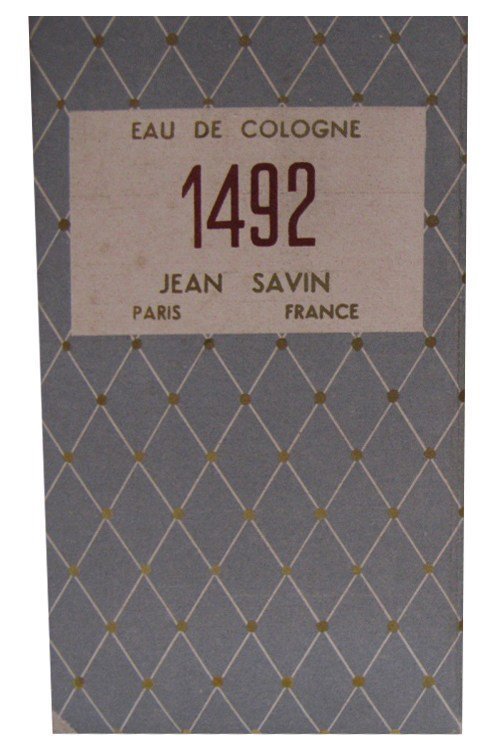 EAU DE COLOGNE
1492
JEAN SAVIN
PARIS FRANCE